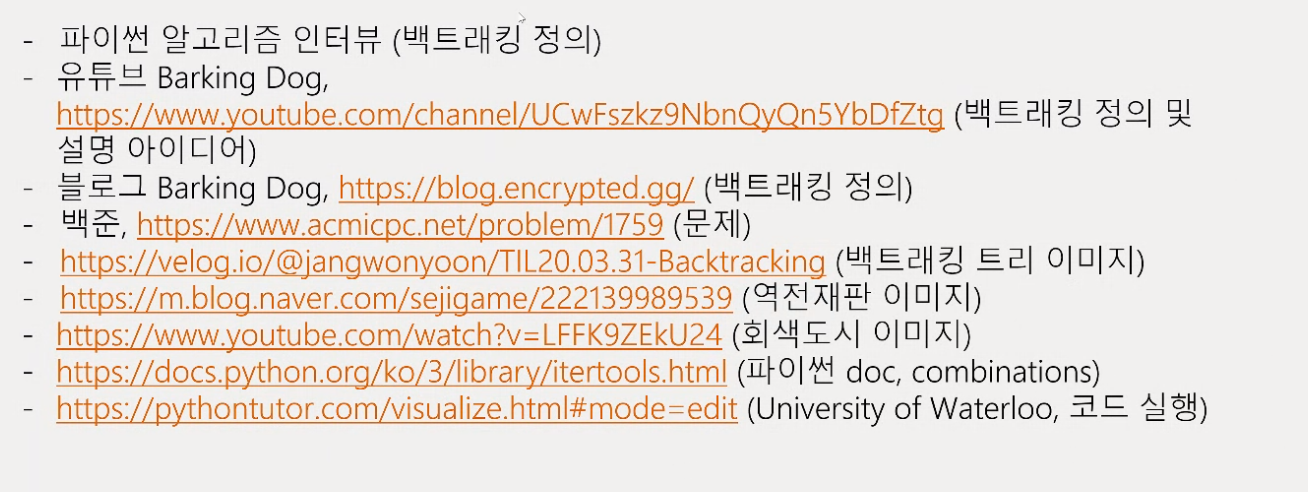 - 파이썬 알고리즘 인터뷰 (백트래킹 정의)
- 유튜브 Barking Dog,
https://www.youtube.com/channel/UCwFszkz9NbnQyQn5YbDfZtg (백트래킹 정의 및
설명 아이디어)
- 블로그 Barking Dog, https://blog.encrypted.gg/ (백트래킹 정의)
- 백준, https://www.acmicpc.net/problem/1759 (문제)
- https://velog.io/@jangwonyoon/TIL20.03.31-Backtracking (백트래킹 트리 이미지)
- https://m.blog.naver.com/sejigame/222139989539 (역전재판 이미지)
- https://www.youtube.com/watch?v=LFFK9ZEkU24 (회색도시 이미지)
- https://docs.python.org/ko/3/library/itertools.html (파이썬 doc, combinations)
- https://pythontutor.com/visualize.html#mode=edit (University of Waterloo, 코드 실행)